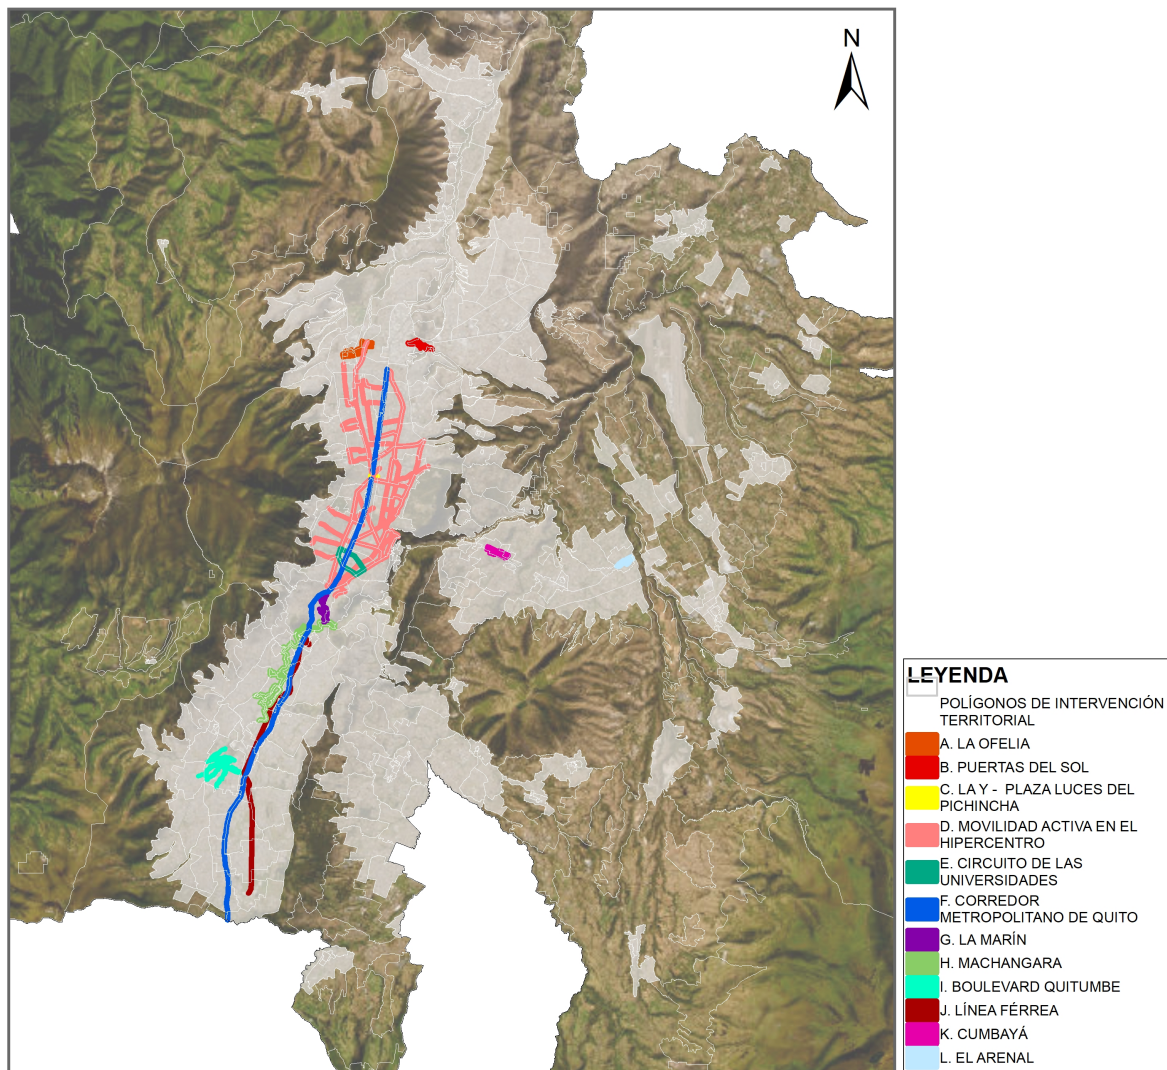 N
LEYENDA
POLÍGONOS DE INTERVENCIÓN
TERRITORIAL
A. LA OFELIA
B. PUERTAS DEL SOL
C. LA Y - PLAZA LUCES DEL
PICHINCHA
D. MOVILIDAD ACTIVA EN EL
HIPERCENTRO
E. CIRCUITO DE LAS
UNIVERSIDADES
F. CORREDOR
METROPOLITANO DE QUITO
G. LA MARÍN
H. MACHANGARA
I. BOULEVARD QUITUMBE
J. LÍNEA FÉRREA
K. CUMBAYÁ
L. EL ARENAL